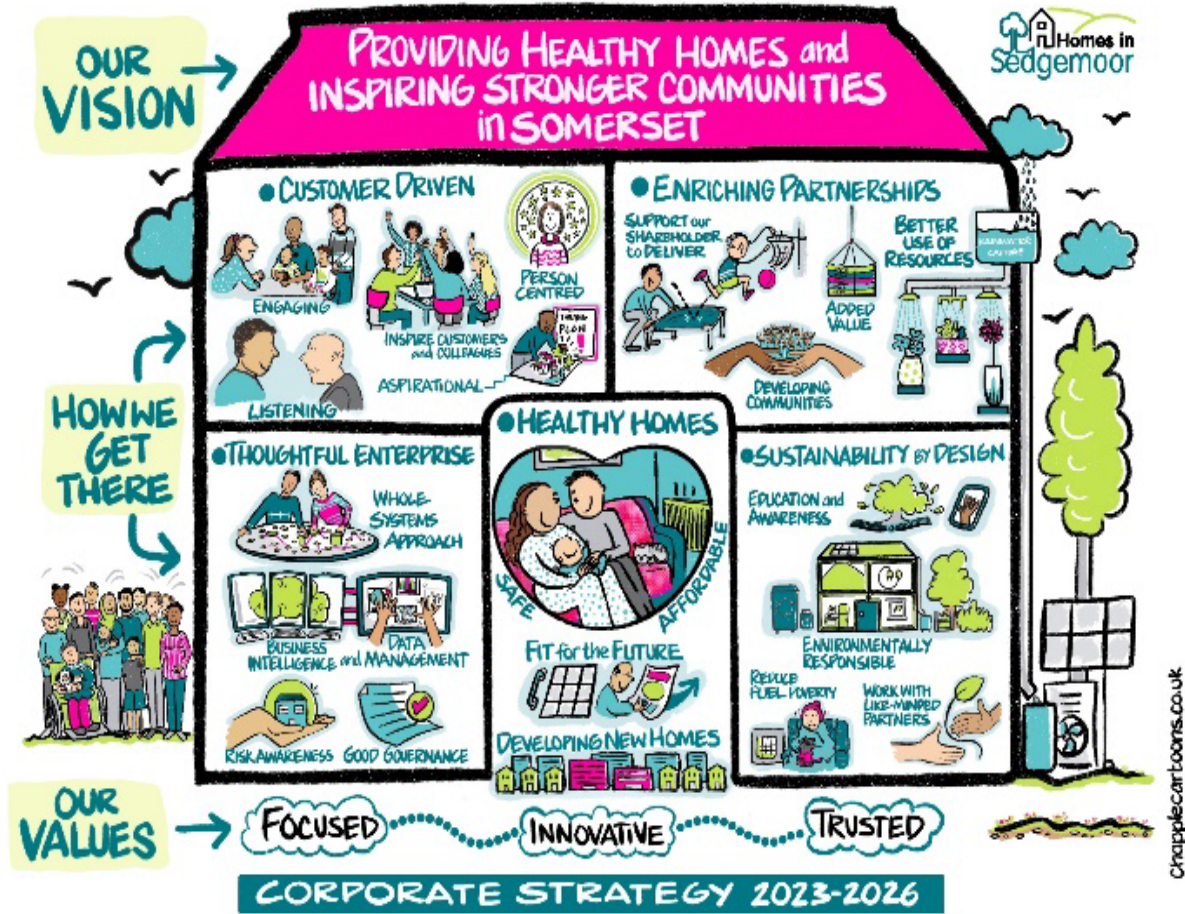 OUR
VISION
PROVIDING HEALTHY HOMES and
INSPIRING STRONGER COMMUNITIES
in SOMERSET
Homes in
Sedgemoor
HOW WE
GET
THERE
CUSTOMER DRIVEN
ENGAGING
INSPIRE CUSTOMERS
and COLLEAGUES
PERSON
CENTRED
LISTENING
ASPIRATIONAL
PLAN
ENRICHING PARTNERSHIPS
SUPPORT our
SHAREHOLDER
to DELIVER
ADDED
VALUE
BETTER
USE OF
RESOURCES
RAINWATER
DEVELOPING
COMMUNITIES
THOUGHTFUL ENTERPRISE
WHOLE-
SYSTEMS
APPROACH
BUSINESS
INTELLIGENCE and
DATA
MANAGEMENT
RISK AWARENESS
GOOD GOVERNANCE
HEALTHY HOMES
SAFE
AFFORDABLE
FIT for the FUTURE
DEVELOPING NEW HOMES
SUSTAINABILITY BY DESIGN
EDUCATION and
AWARENESS
ENVIRONMENTALLY
RESPONSIBLE
REDUCE
FUEL POVERTY
WORK WITH
LIKE-MINDED
PARTNERS
OUR
VALUES
FOCUSED
INNOVATIVE
TRUSTED
CORPORATE STRATEGY 2023-2026
Chapplecartoons.co.uk